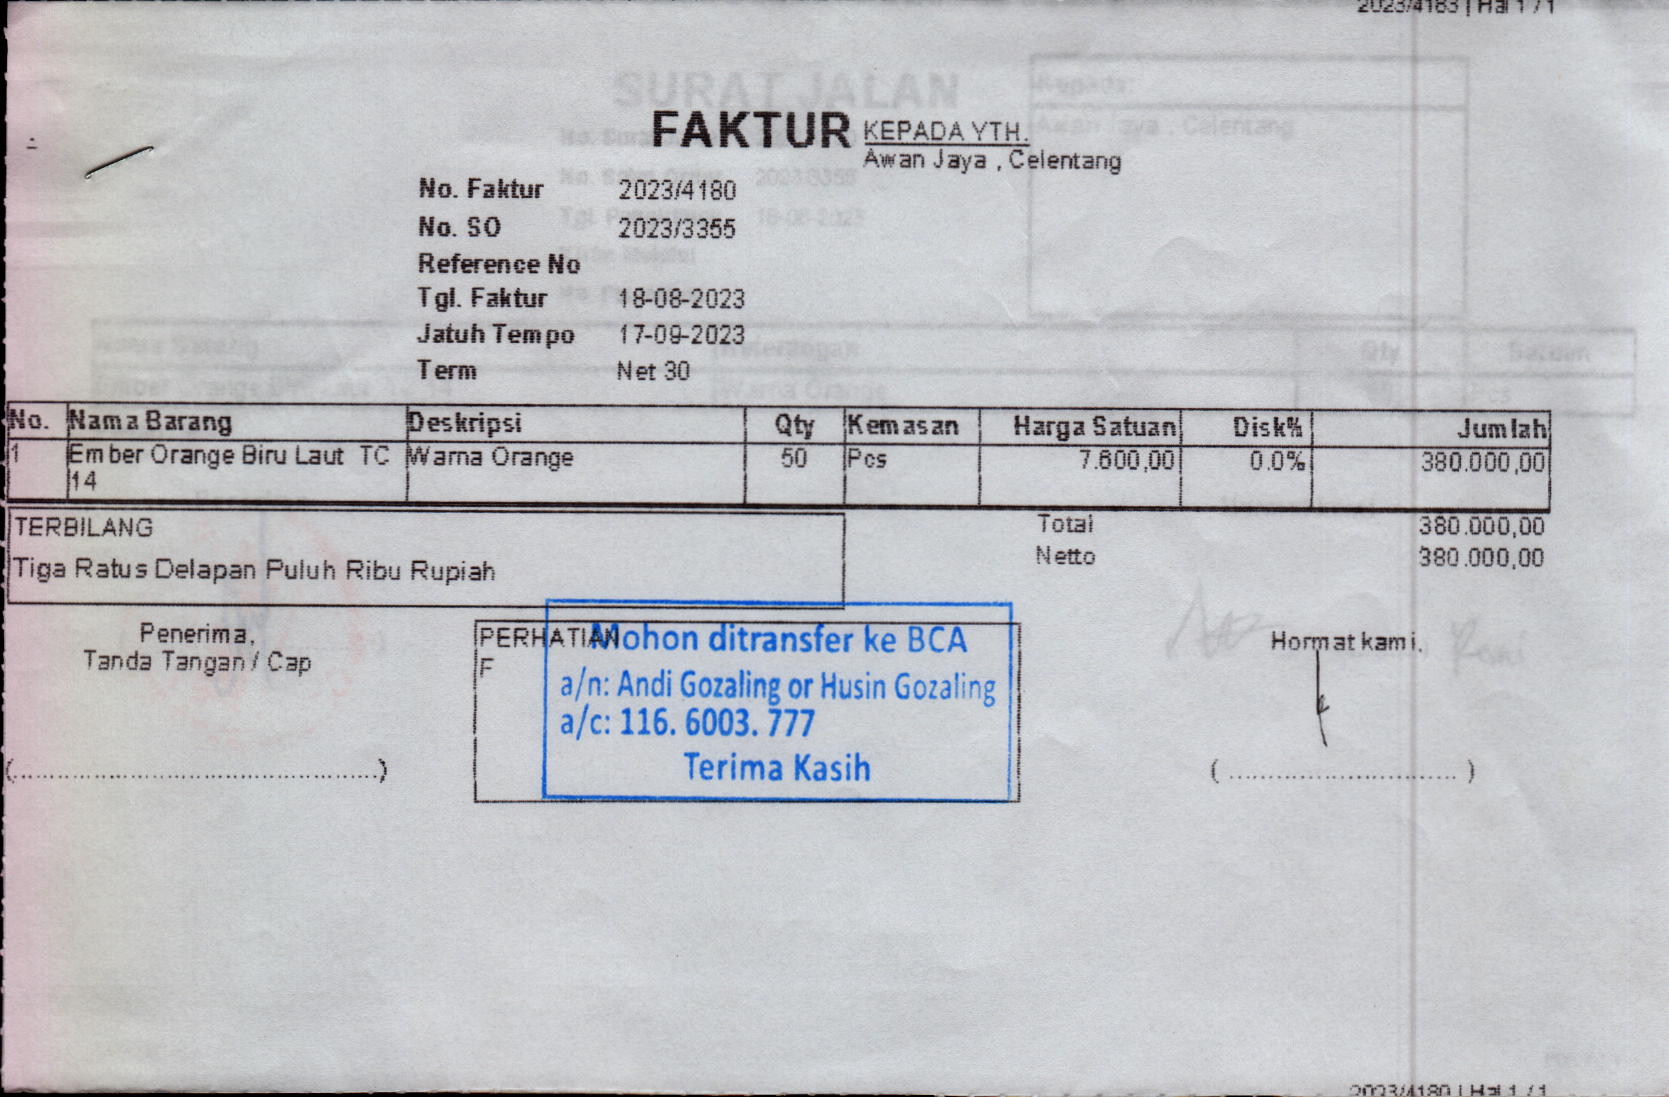 2023/4183 | Hal 1 / 1
SURAT JALAN
Kepada:
FAKTUR KEPADA YTH.
Awan Jaya , Celentang
No. Faktur 2023/4180
No. SO 2023/3355
Reference No
Tgl. Faktur 18-08-2023
Jatuh Tempo 17-09-2023
Term Net 30
No. Nama Barang Deskripsi Qty Kemasan Harga Satuan Disk% Jumlah
1 Ember Orange Biru Laut TC Warna Orange 50 Pcs 7.600,00 0.0% 380.000,00
14
TERBILANG
Tiga Ratus Delapan Puluh Ribu Rupiah
Total 380.000,00
Netto 380.000,00
Penerima,
Tanda Tangan / Cap
PERHATIAN
F
Mohon ditransfer ke BCA
a/n: Andi Gozaling or Husin Gozaling
a/c: 116. 6003. 777
Terima Kasih
Hormat kami,
(..........................................)
( ............................. )
2023/4180 | Hal 1 / 1